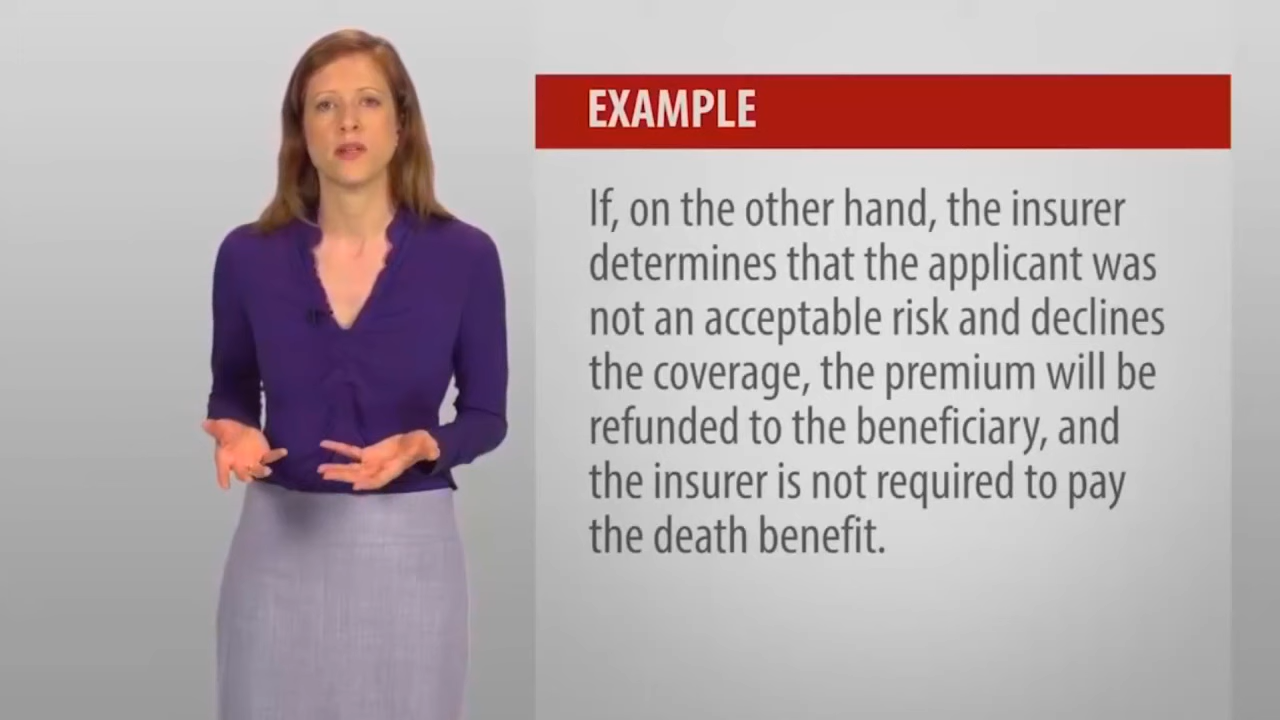 EXAMPLE
If, on the other hand, the insurer
determines that the applicant was
not an acceptable risk and declines
the coverage, the premium will be
refunded to the beneficiary, and
the insurer is not required to pay
the death benefit.